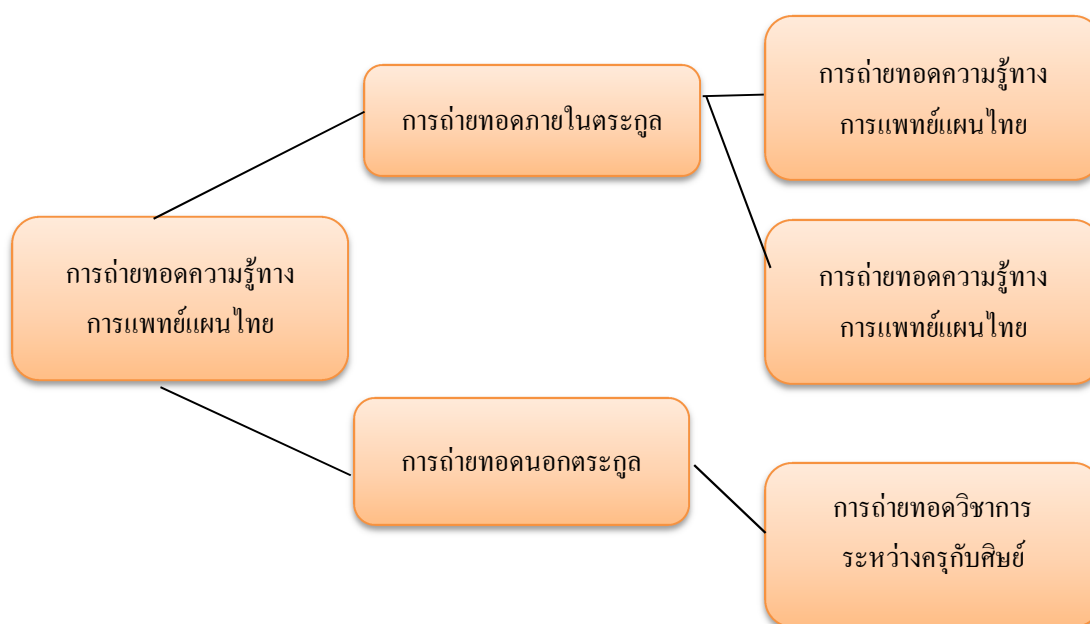 การถ่ายทอดความรู้ทาง
การแพทย์แผนไทย
การถ่ายทอดภายในตระกูล
การถ่ายทอดความรู้ทาง
การแพทย์แผนไทย
การถ่ายทอดความรู้ทาง
การแพทย์แผนไทย
การถ่ายทอดนอกตระกูล
การถ่ายทอดวิชาการ
ระหว่างครุกับศิษย์